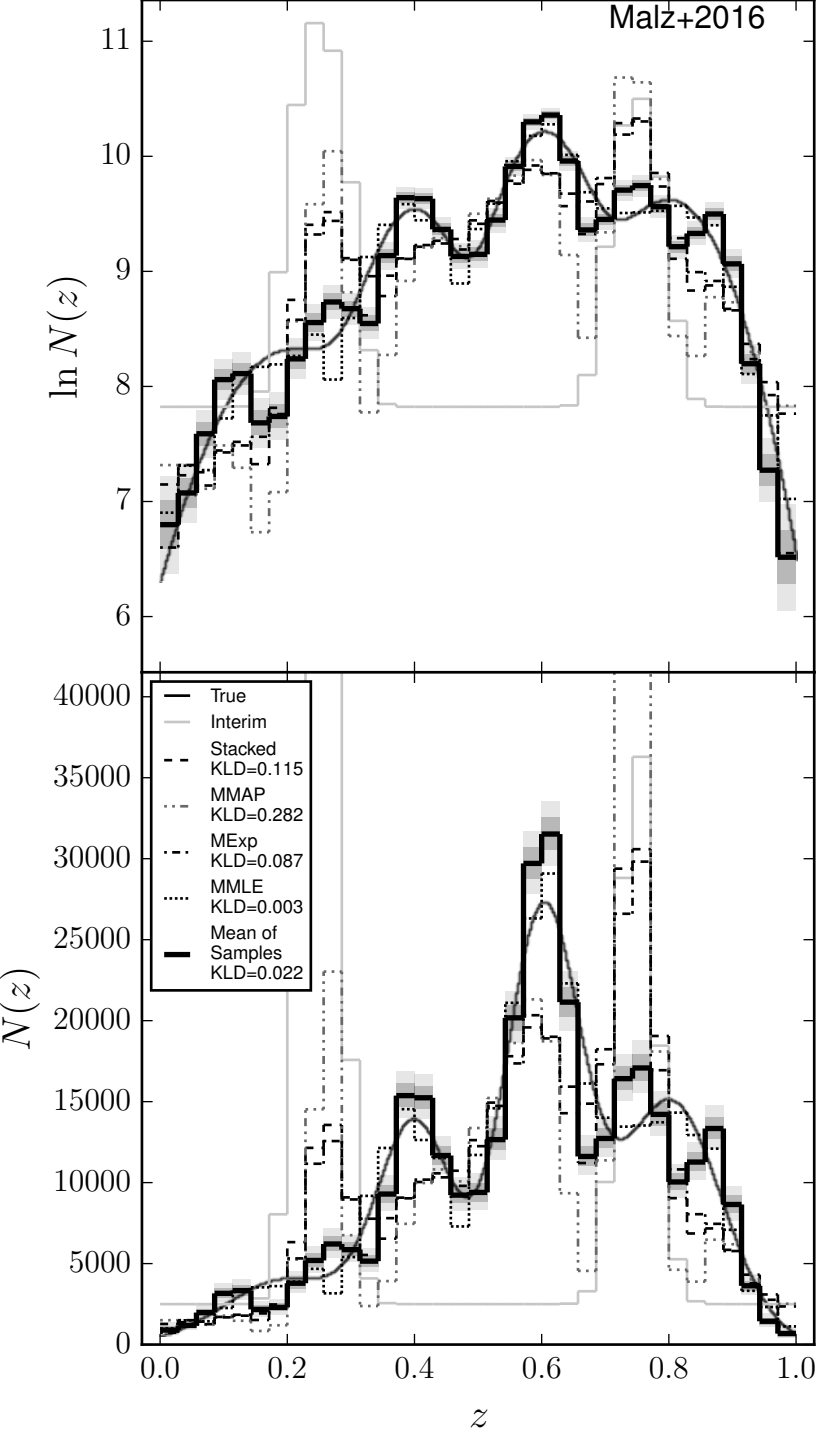 Malz+2016
11
10
9
8
7
6
ln N(z)
40000
35000
30000
25000
20000
15000
10000
5000
0
N(z)
True
Interim
Stacked
KLD=0.115
MMAP
KLD=0.282
MExp
KLD=0.087
MMLE
KLD=0.003
Mean of
Samples
KLD=0.022
0.0 0.2 0.4 0.6 0.8 1.0
z